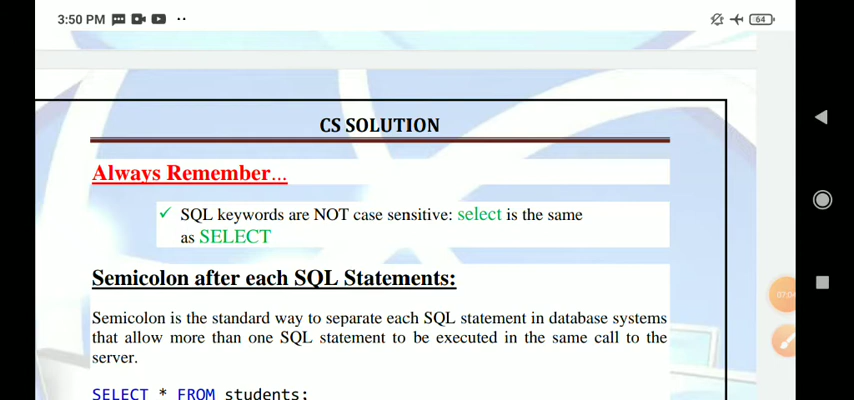 3:50 PM
64
CS SOLUTION
Always Remember...
✓ SQL keywords are NOT case sensitive: select is the same
as SELECT
Semicolon after each SQL Statements:
Semicolon is the standard way to separate each SQL statement in database systems
that allow more than one SQL statement to be executed in the same call to the
server.
SELECT * FROM students;